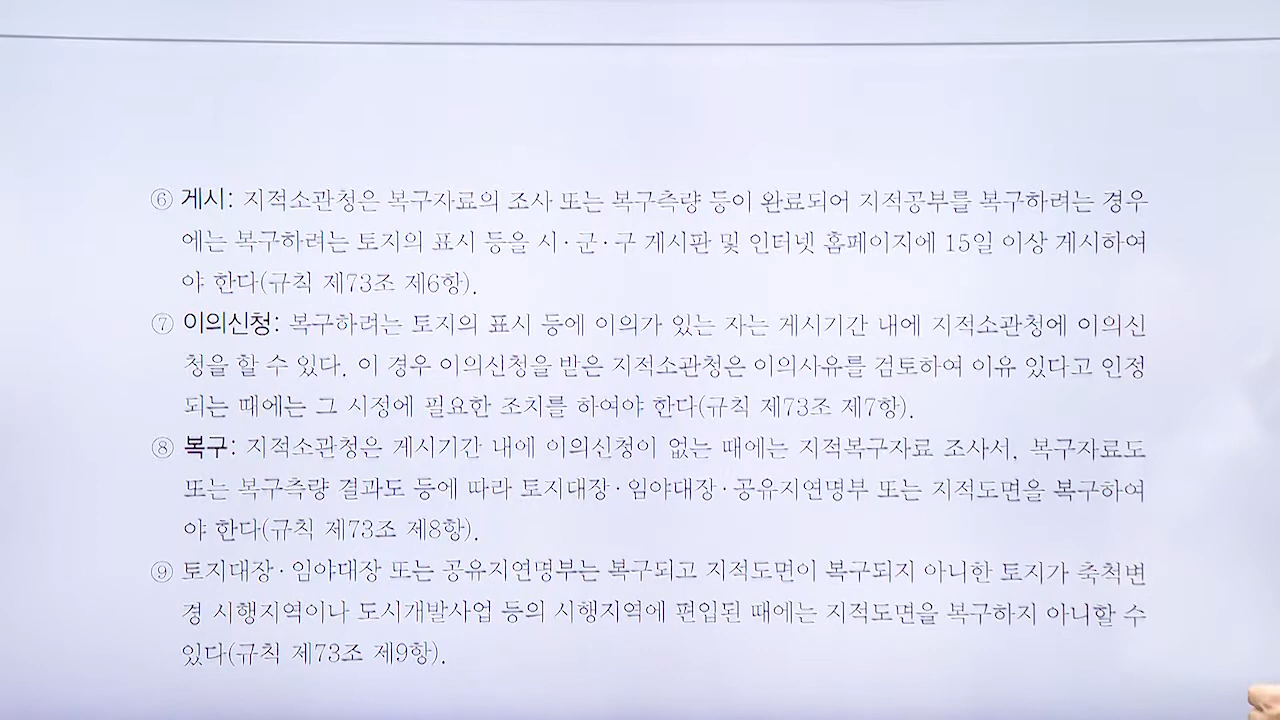 ⑥ 게시: 지적소관청은 복구자료의 조사 또는 복구측량 등이 완료되어 지적공부를 복구하려는 경우
에는 복구하려는 토지의 표시 등을 시·군·구 게시판 및 인터넷 홈페이지에 15일 이상 게시하여
야 한다(규칙 제73조 제6항).
⑦ 이의신청: 복구하려는 토지의 표시 등에 이의가 있는 자는 게시기간 내에 지적소관청에 이의신
청을 할 수 있다. 이 경우 이의신청을 받은 지적소관청은 이의사유를 검토하여 이유 있다고 인정
되는 때에는 그 시정에 필요한 조치를 하여야 한다(규칙 제73조 제7항).
⑧ 복구: 지적소관청은 게시기간 내에 이의신청이 없는 때에는 지적복구자료 조사서, 복구자료도
또는 복구측량 결과도 등에 따라 토지대장·임야대장·공유지연명부 또는 지적도면을 복구하여
야 한다(규칙 제73조 제8항).
⑨ 토지대장·임야대장 또는 공유지연명부는 복구되고 지적도면이 복구되지 아니한 토지가 축척변
경 시행지역이나 도시개발사업 등의 시행지역에 편입된 때에는 지적도면을 복구하지 아니할 수
있다(규칙 제73조 제9항).